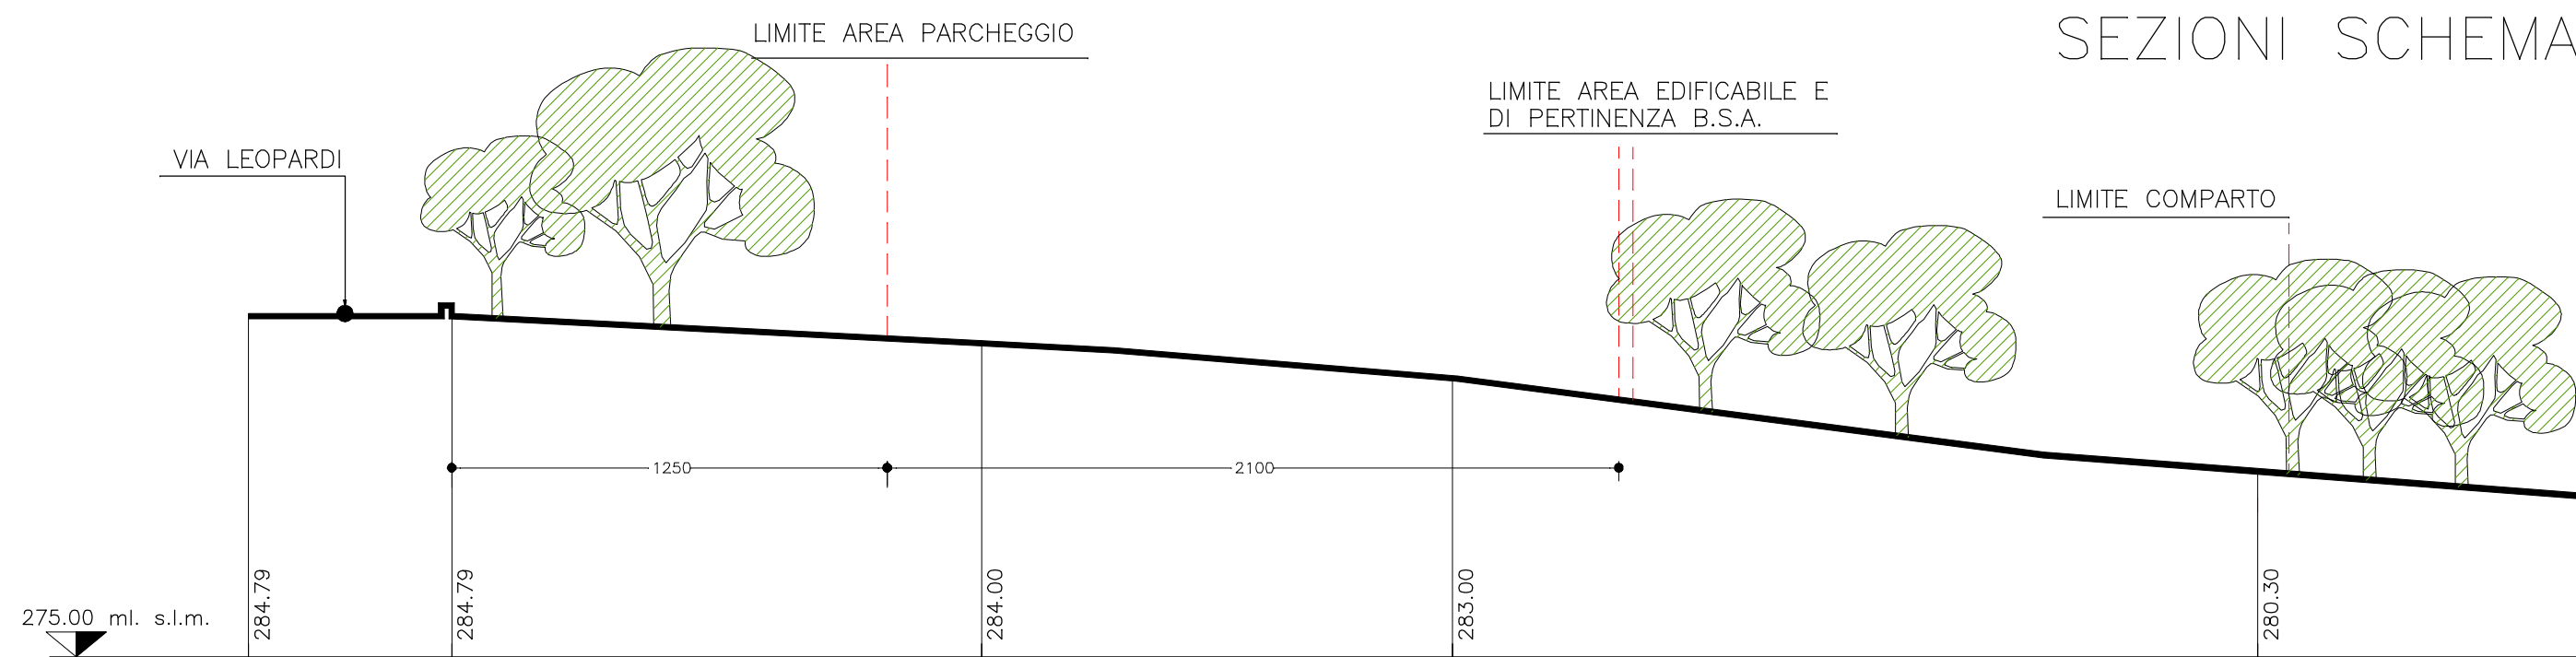 SEZIONI SCHEMA
LIMITE AREA PARCHEGGIO
LIMITE AREA EDIFICABILE E
DI PERTINENZA B.S.A.
VIA LEOPARDI
LIMITE COMPARTO
1250
2100
284.79
284.79
284.00
283.00
280.30
275.00 ml. s.l.m.